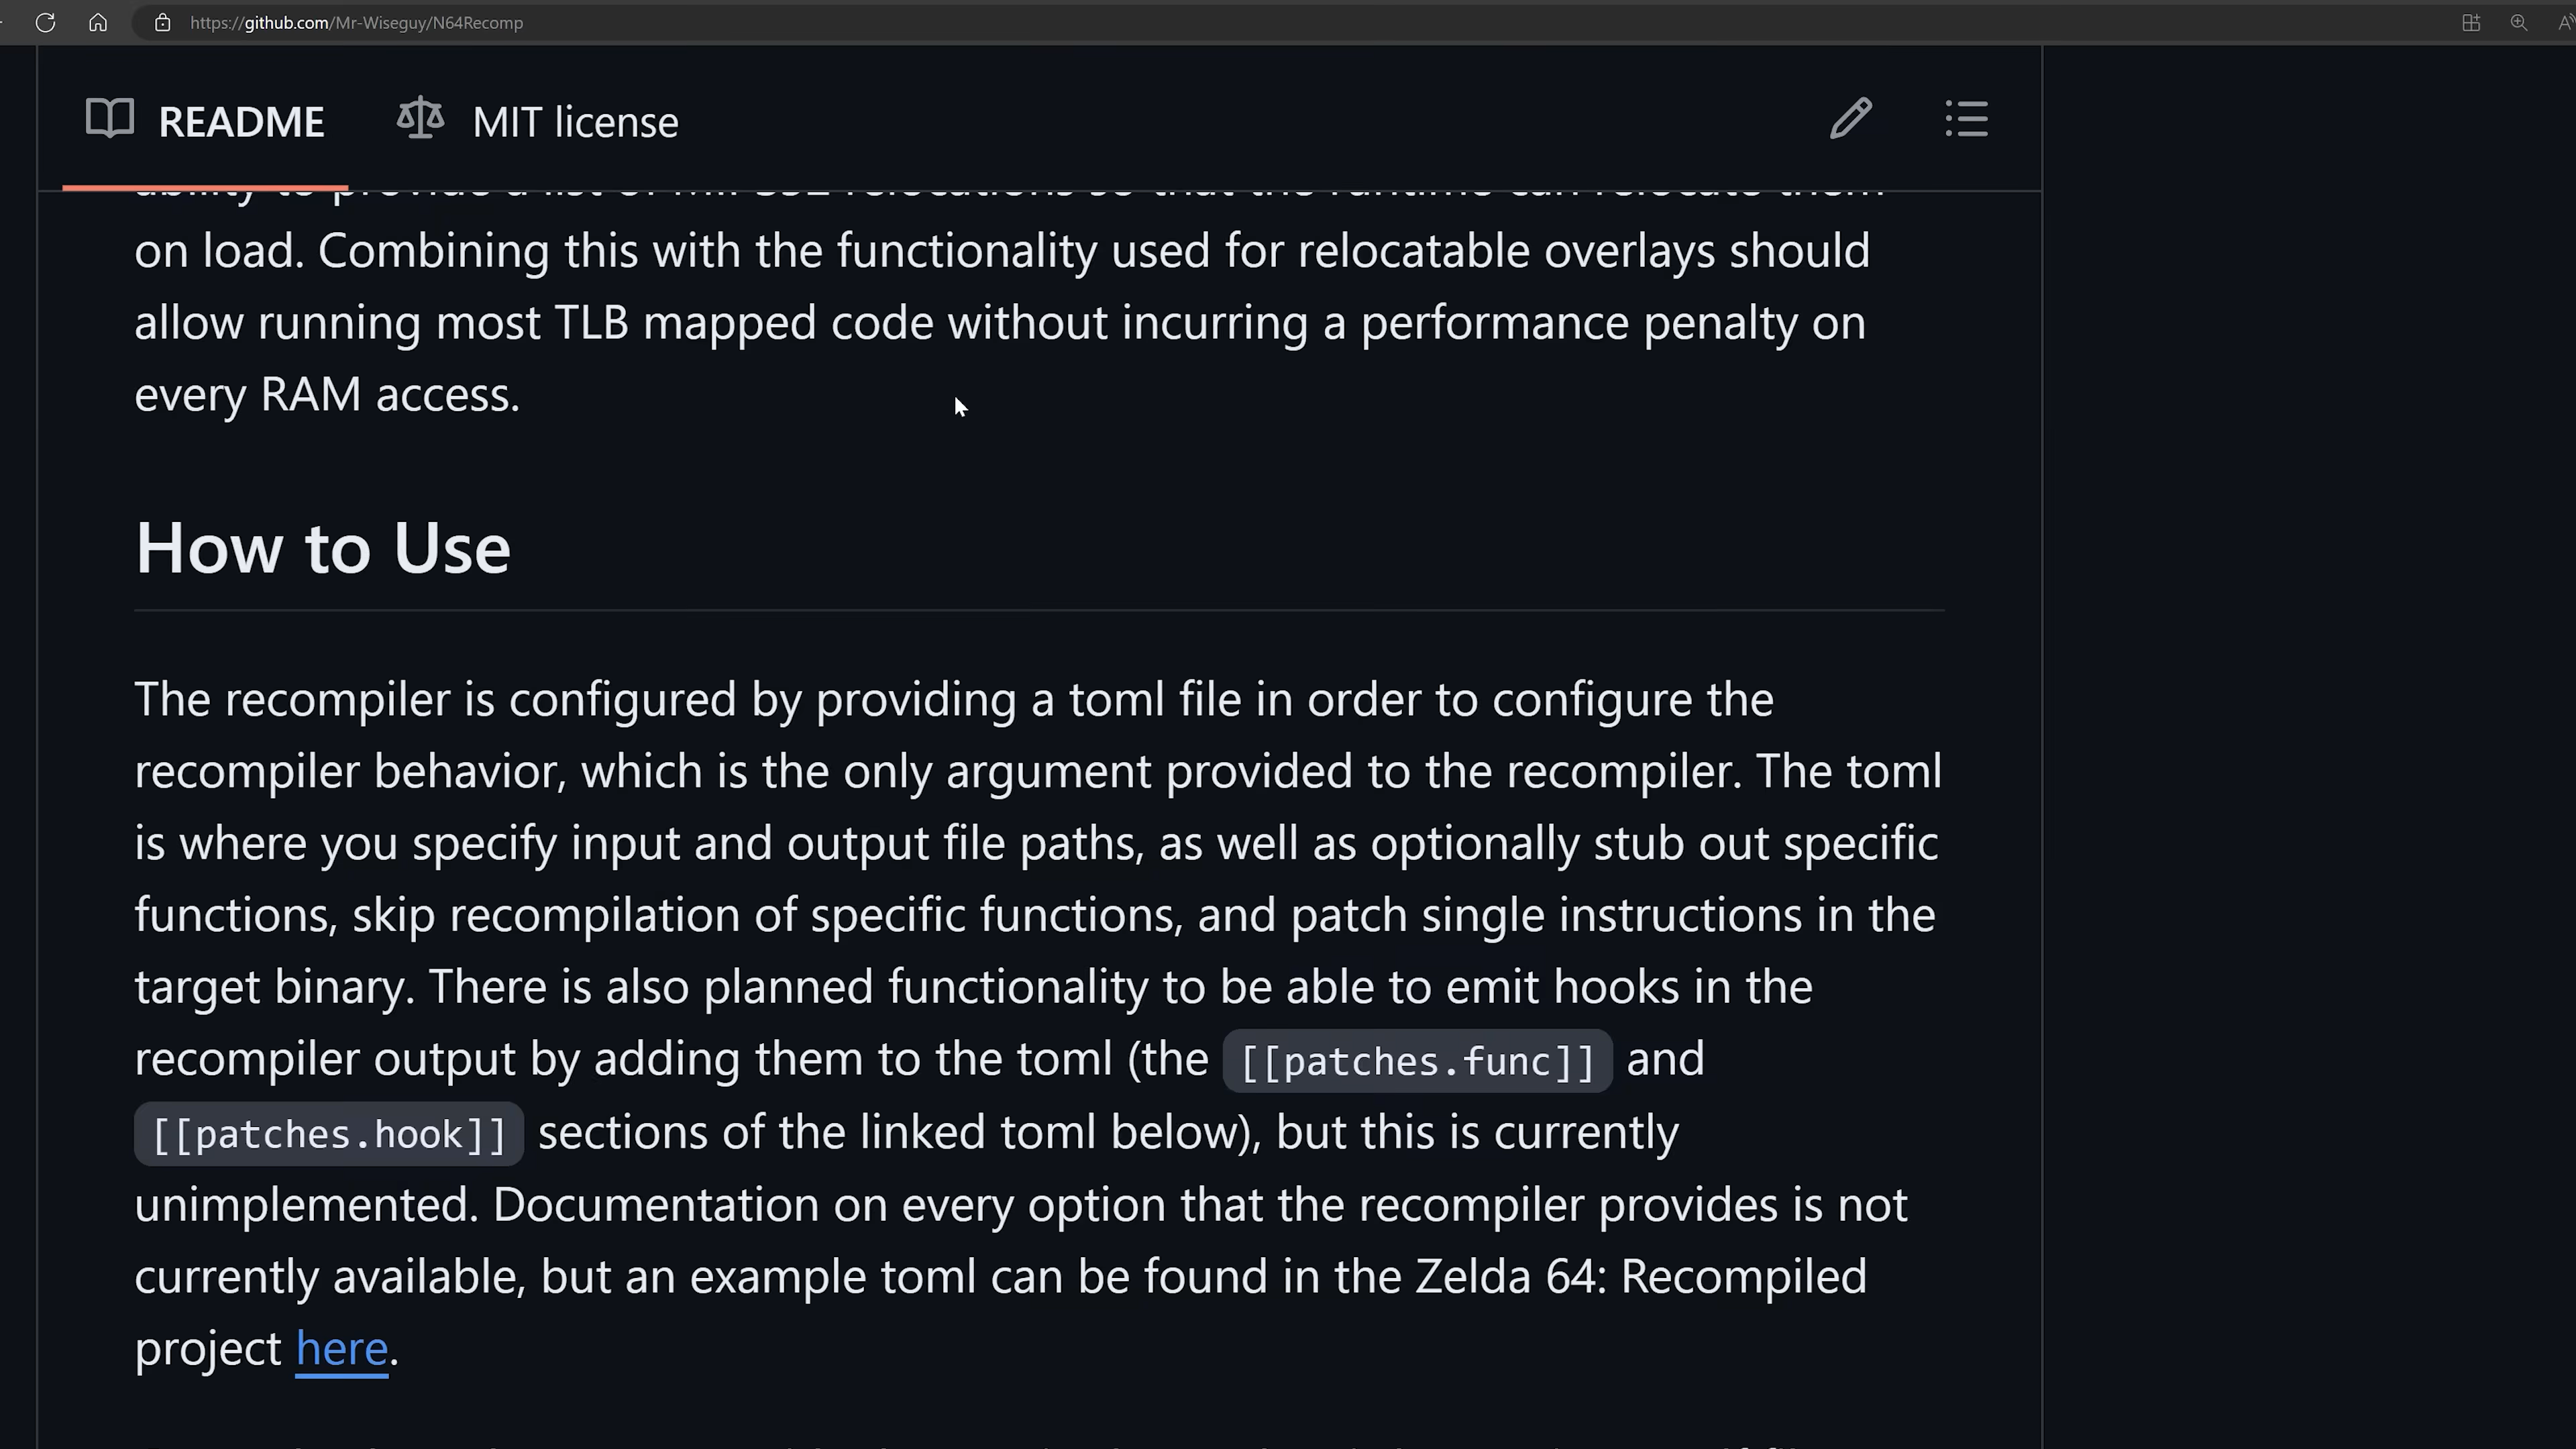 https://github.com/Mr-Wiseguy/N64Recomp
README MIT license
on load. Combining this with the functionality used for relocatable overlays should
allow running most TLB mapped code without incurring a performance penalty on
every RAM access.
How to Use
The recompiler is configured by providing a toml file in order to configure the
recompiler behavior, which is the only argument provided to the recompiler. The toml
is where you specify input and output file paths, as well as optionally stub out specific
functions, skip recompilation of specific functions, and patch single instructions in the
target binary. There is also planned functionality to be able to emit hooks in the
recompiler output by adding them to the toml (the [[patches.func]] and
[[patches.hook]] sections of the linked toml below), but this is currently
unimplemented. Documentation on every option that the recompiler provides is not
currently available, but an example toml can be found in the Zelda 64: Recompiled
project here.